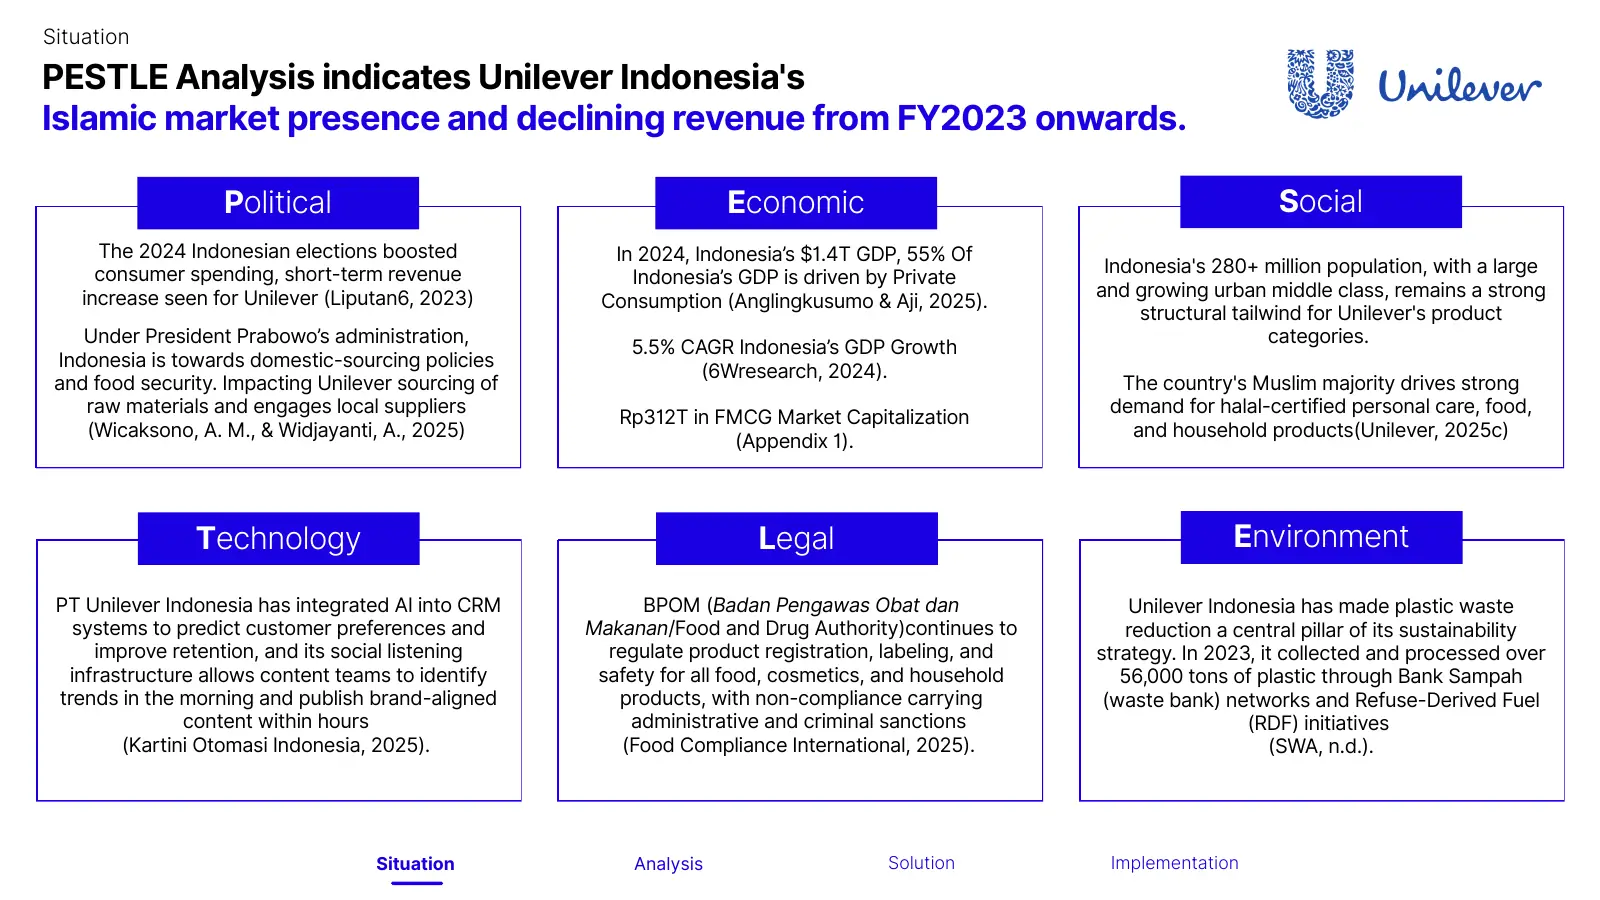 Situation
PESTLE Analysis indicates Unilever Indonesia's
Islamic market presence and declining revenue from FY2023 onwards.
Unilever
Political
The 2024 Indonesian elections boosted
consumer spending, short-term revenue
increase seen for Unilever (Liputan6, 2023)
Under President Prabowo’s administration,
Indonesia is towards domestic-sourcing policies
and food security. Impacting Unilever sourcing of
raw materials and engages local suppliers
(Wicaksono, A. M., & Widjayanti, A., 2025)
Economic
In 2024, Indonesia’s $1.4T GDP, 55% Of
Indonesia’s GDP is driven by Private
Consumption (Anglingkusumo & Aji, 2025).
5.5% CAGR Indonesia’s GDP Growth
(6Wresearch, 2024).
Rp312T in FMCG Market Capitalization
(Appendix 1).
Social
Indonesia's 280+ million population, with a large
and growing urban middle class, remains a strong
structural tailwind for Unilever's product
categories.
The country's Muslim majority drives strong
demand for halal-certified personal care, food,
and household products(Unilever, 2025c)
Technology
PT Unilever Indonesia has integrated AI into CRM
systems to predict customer preferences and
improve retention, and its social listening
infrastructure allows content teams to identify
trends in the morning and publish brand-aligned
content within hours
(Kartini Otomasi Indonesia, 2025).
Legal
BPOM (Badan Pengawas Obat dan
Makanan/Food and Drug Authority)continues to
regulate product registration, labeling, and
safety for all food, cosmetics, and household
products, with non-compliance carrying
administrative and criminal sanctions
(Food Compliance International, 2025).
Environment
Unilever Indonesia has made plastic waste
reduction a central pillar of its sustainability
strategy. In 2023, it collected and processed over
56,000 tons of plastic through Bank Sampah
(waste bank) networks and Refuse-Derived Fuel
(RDF) initiatives
(SWA, n.d.).
Situation
Analysis
Solution
Implementation